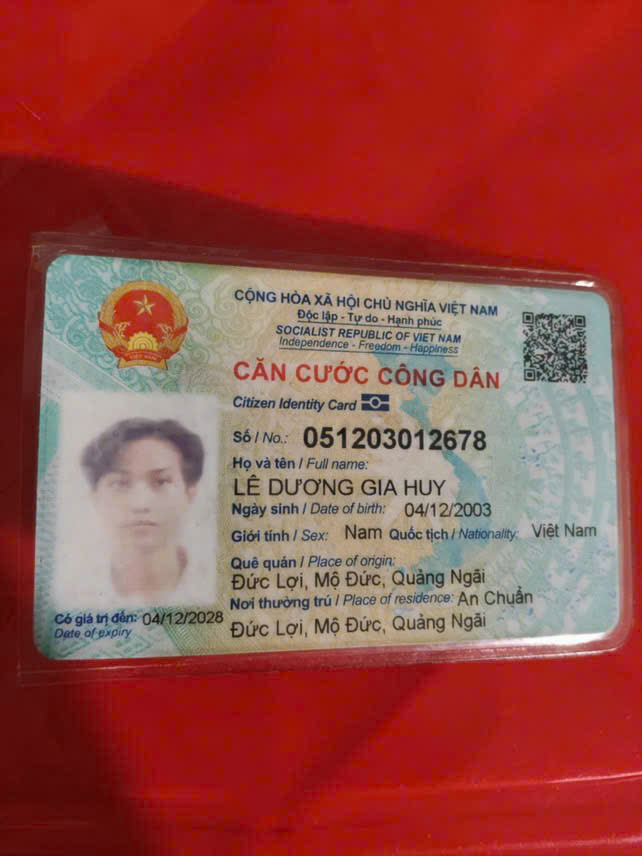 CỘNG HÒA XÃ HỘI CHỦ NGHĨA VIỆT NAM
Độc lập - Tự do - Hạnh phúc
SOCIALIST REPUBLIC OF VIET NAM
Independence - Freedom - Happiness
CĂN CƯỚC CÔNG DÂN
Citizen Identity Card
Số / No.: 051203012678
Họ và tên / Full name:
LÊ DƯƠNG GIA HUY
Ngày sinh / Date of birth: 04/12/2003
Giới tính / Sex: Nam Quốc tịch / Nationality: Việt Nam
Quê quán / Place of origin:
Đức Lợi, Mộ Đức, Quảng Ngãi
Nơi thường trú / Place of residence: An Chuẩn
Đức Lợi, Mộ Đức, Quảng Ngãi
Có giá trị đến: 04/12/2028
Date of expiry
VIỆT NAM